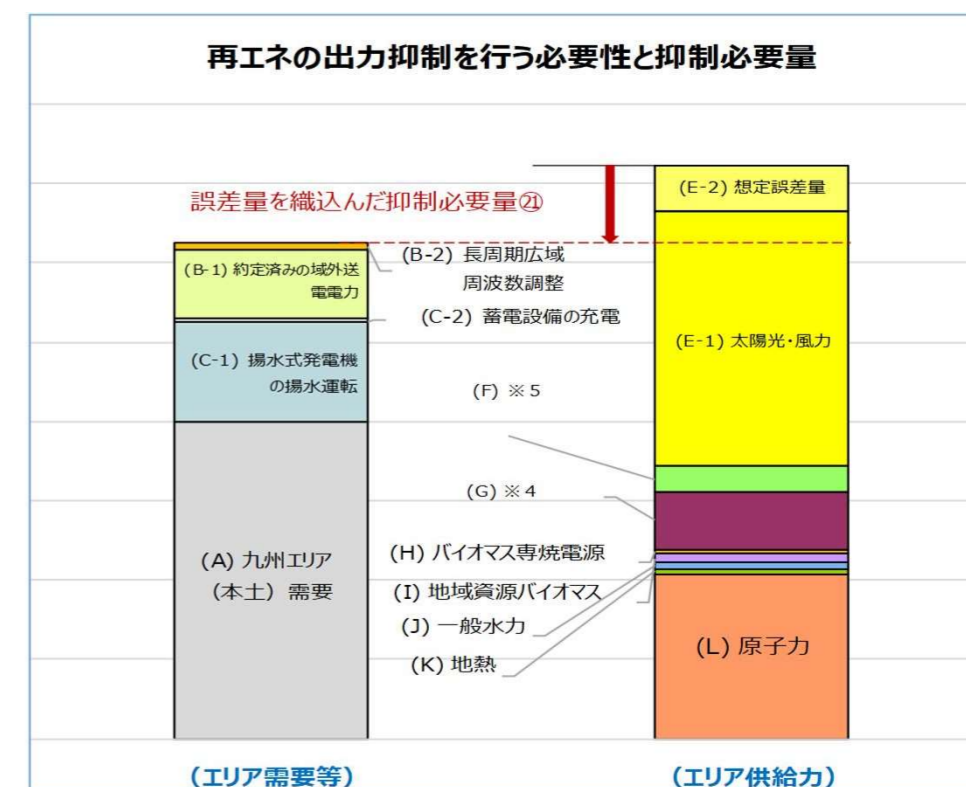 再エネの出力抑制を行う必要性と抑制必要量
誤差量を織込んだ抑制必要量㉑
(B-1) 約定済みの域外送
電電力
(C-1) 揚水式発電機
の揚水運転
(A) 九州エリア
（本土）需要
(B-2) 長周期広域
周波数調整
(C-2) 蓄電設備の充電
(F) ※5
(G) ※4
(H) バイオマス専焼電源
(I) 地域資源バイオマス
(J) 一般水力
(K) 地熱
(E-2) 想定誤差量
(E-1) 太陽光・風力
(L) 原子力
（エリア需要等）
（エリア供給力）